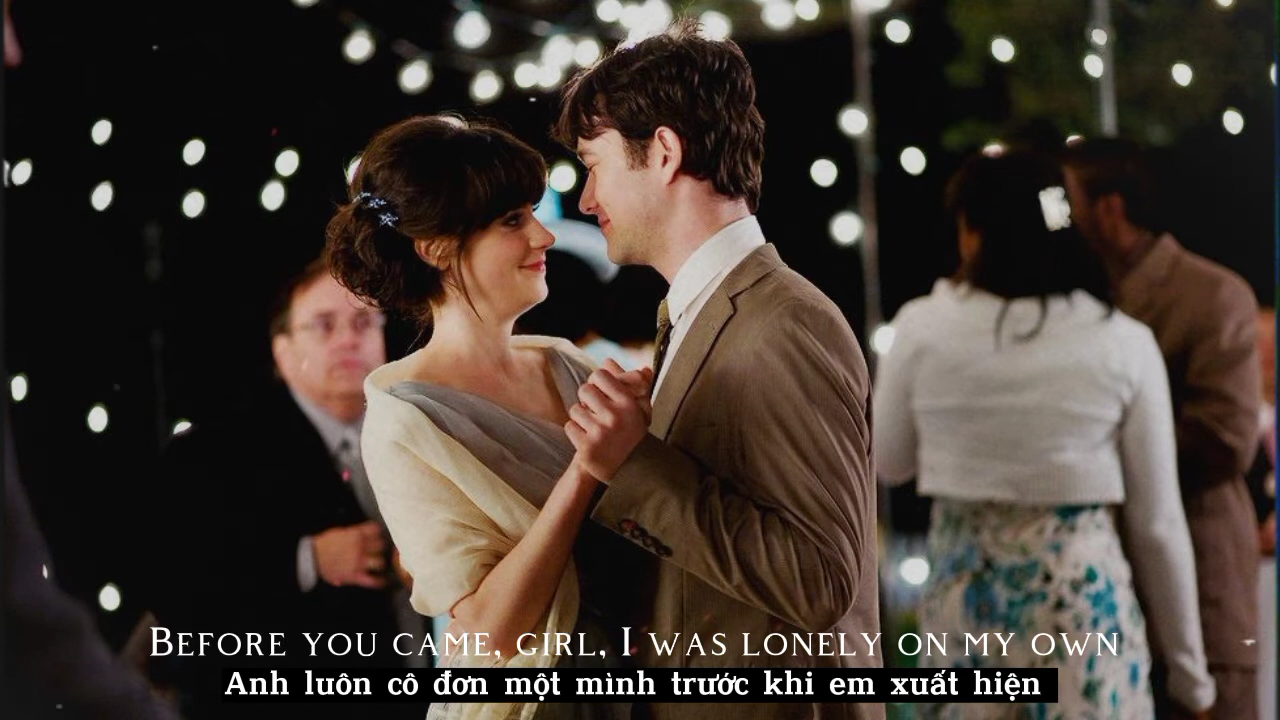 Before you came, girl, I was lonely on my own
Anh luôn cô đơn một mình trước khi em xuất hiện